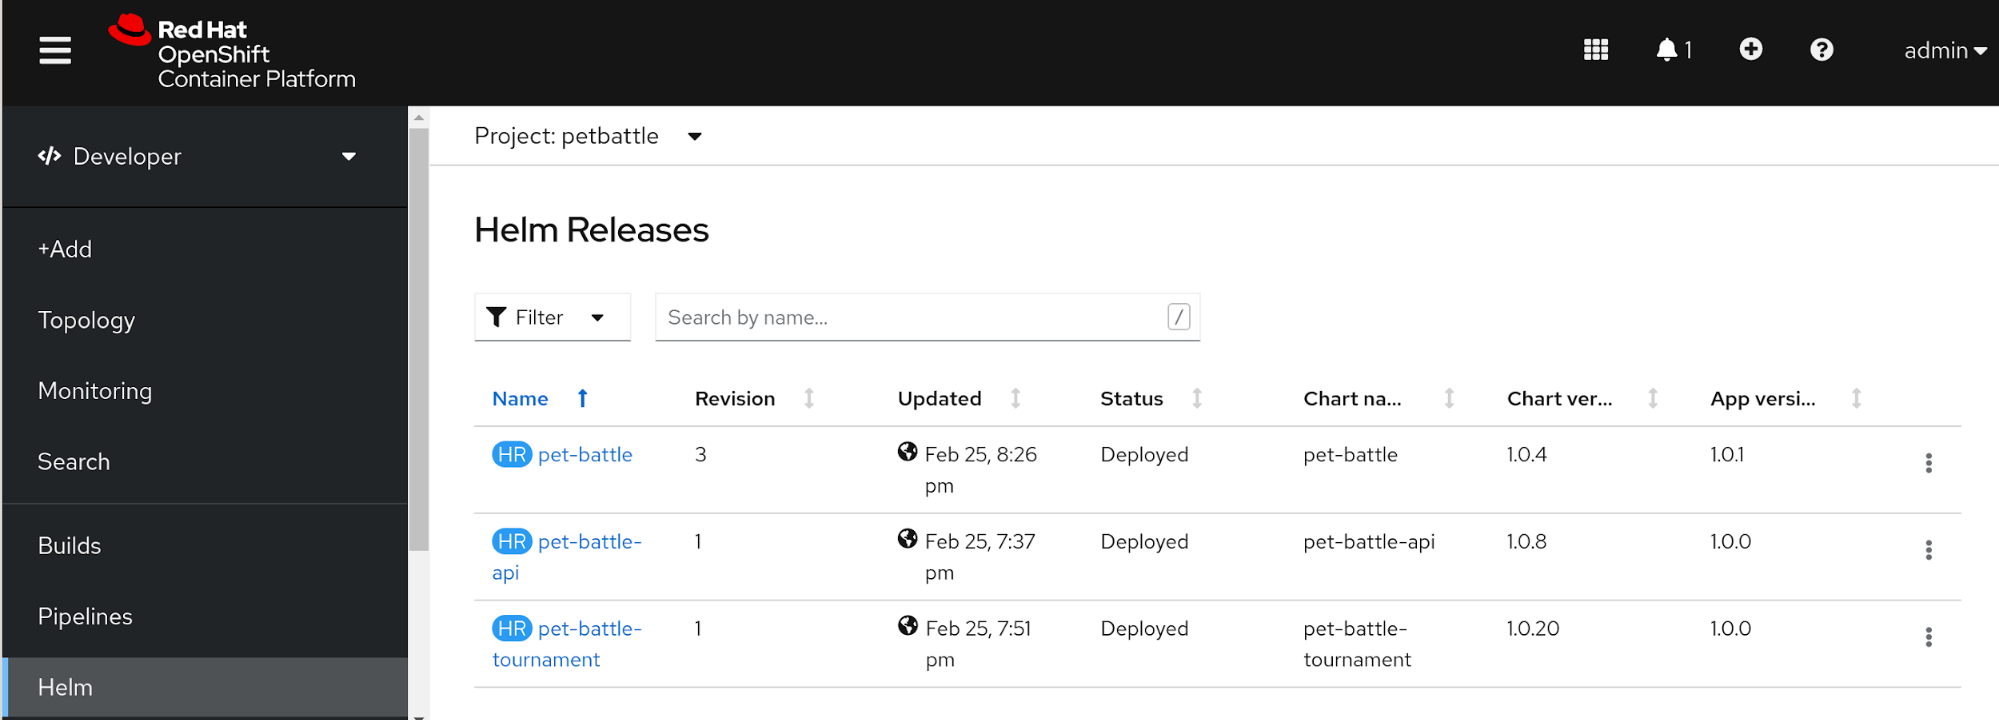 Red Hat
OpenShift
Container Platform
1
admin
</> Developer
+Add
Topology
Monitoring
Search
Builds
Pipelines
Helm
Project: petbattle
Helm Releases
Filter
Search by name...
/
Name Revision Updated Status Chart na... Chart ver... App versi...
HR pet-battle 3 Feb 25, 8:26 Deployed pet-battle 1.0.4 1.0.1
pm
HR pet-battle- 1 Feb 25, 7:37 Deployed pet-battle-api 1.0.8 1.0.0
api pm
HR pet-battle- 1 Feb 25, 7:51 Deployed pet-battle- 1.0.20 1.0.0
tournament pm tournament